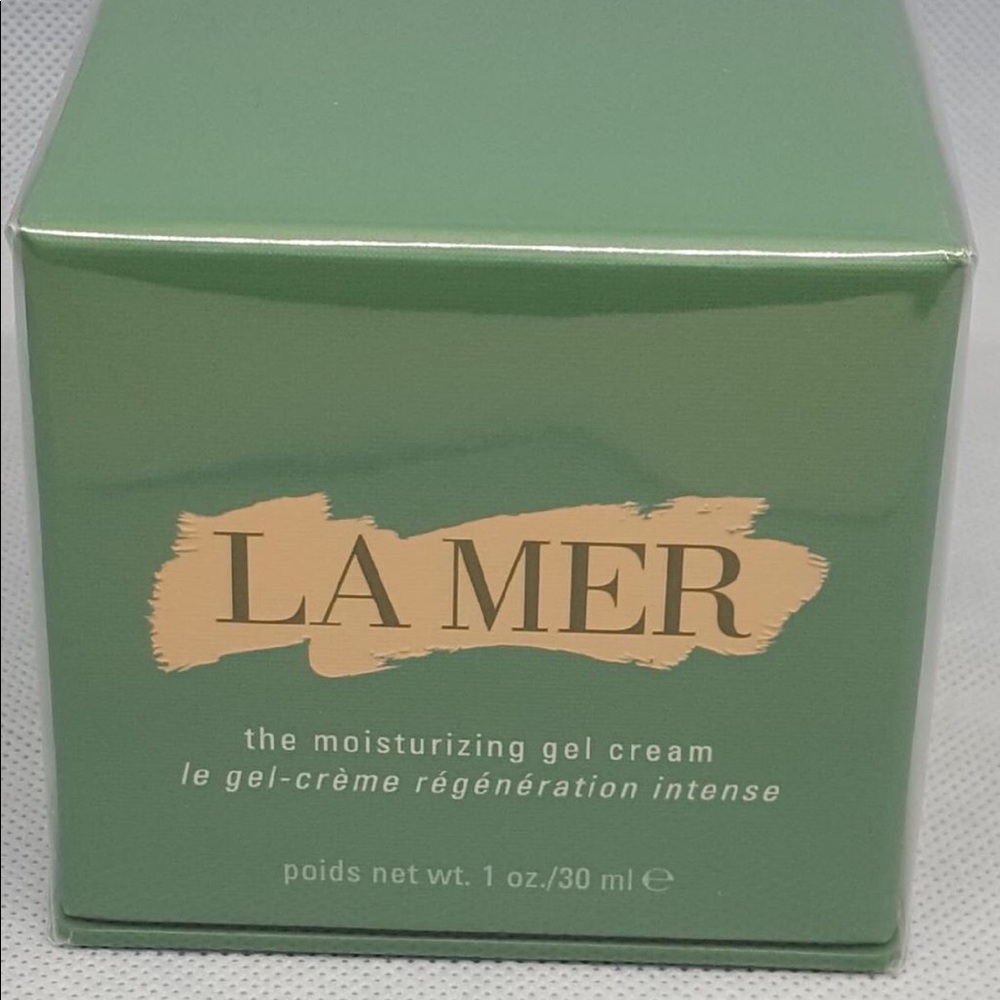 LA MER
the moisturizing gel cream
le gel-crème régénération intense
poids net wt. 1 oz./30 ml ℮